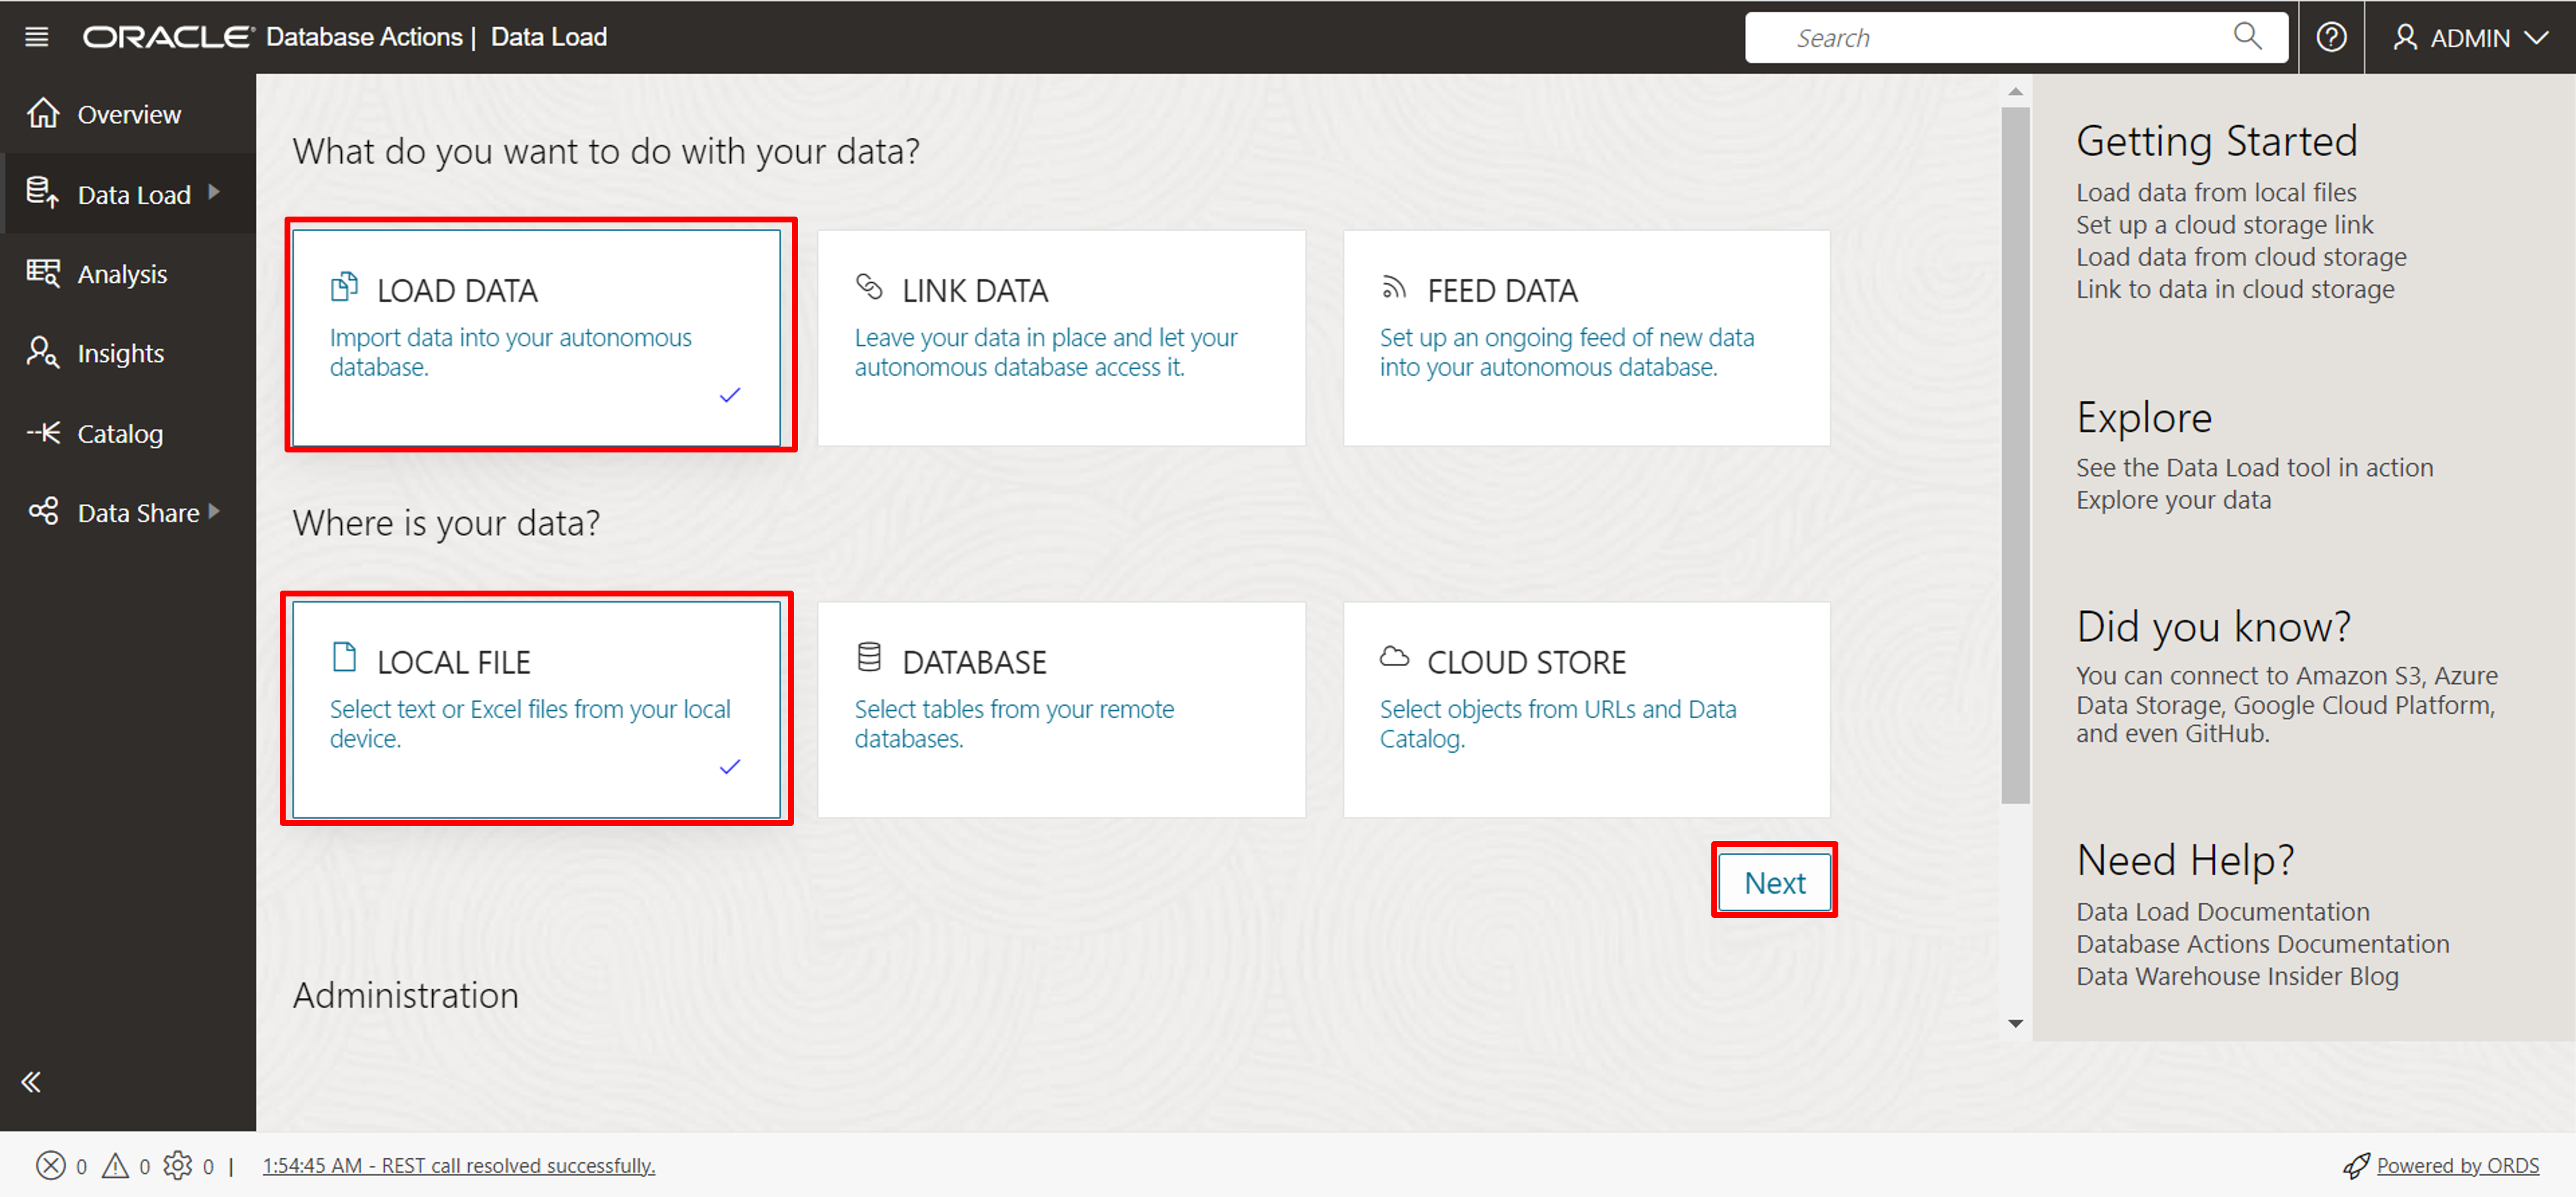 ORACLE Database Actions | Data Load
Search
ADMIN
Overview
Data Load
Analysis
Insights
Catalog
Data Share
What do you want to do with your data?
LOAD DATA
Import data into your autonomous
database.
LINK DATA
Leave your data in place and let your
autonomous database access it.
FEED DATA
Set up an ongoing feed of new data
into your autonomous database.
Where is your data?
LOCAL FILE
Select text or Excel files from your local
device.
DATABASE
Select tables from your remote
databases.
CLOUD STORE
Select objects from URLs and Data
Catalog.
Next
Administration
Getting Started
Load data from local files
Set up a cloud storage link
Load data from cloud storage
Link to data in cloud storage
Explore
See the Data Load tool in action
Explore your data
Did you know?
You can connect to Amazon S3, Azure
Data Storage, Google Cloud Platform,
and even GitHub.
Need Help?
Data Load Documentation
Database Actions Documentation
Data Warehouse Insider Blog
0 0 0 | 1:54:45 AM - REST call resolved successfully.
Powered by ORDS